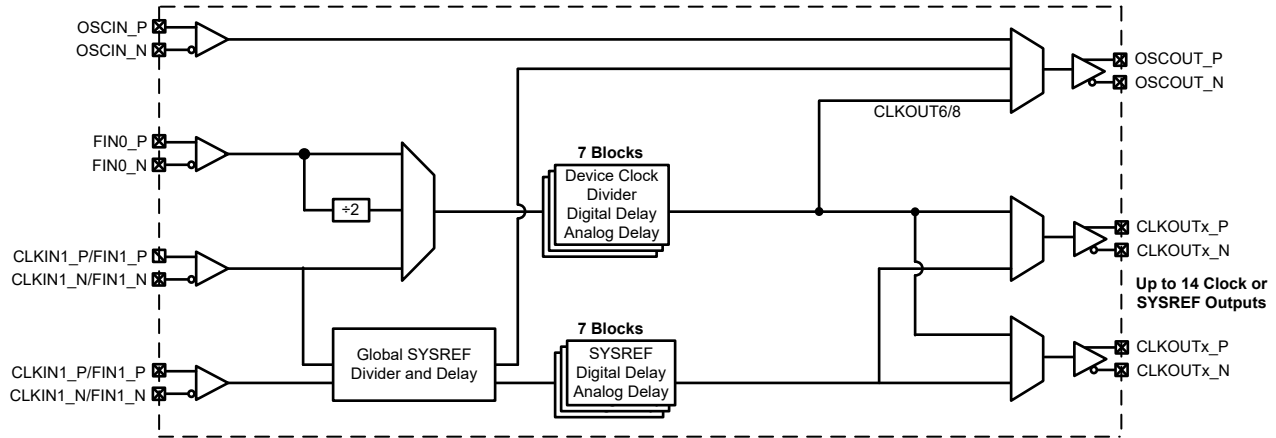 OSCIN_P
OSCIN_N
OSCOUT_P
OSCOUT_N
CLKOUT6/8
FIN0_P
FIN0_N
7 Blocks
Device Clock
Divider
Digital Delay
Analog Delay
÷2
CLKOUTx_P
CLKOUTx_N
CLKIN1_P/FIN1_P
CLKIN1_N/FIN1_N
Up to 14 Clock or
SYSREF Outputs
7 Blocks
Global SYSREF
Divider and Delay
SYSREF
Digital Delay
Analog Delay
CLKOUTx_P
CLKOUTx_N
CLKIN1_P/FIN1_P
CLKIN1_N/FIN1_N